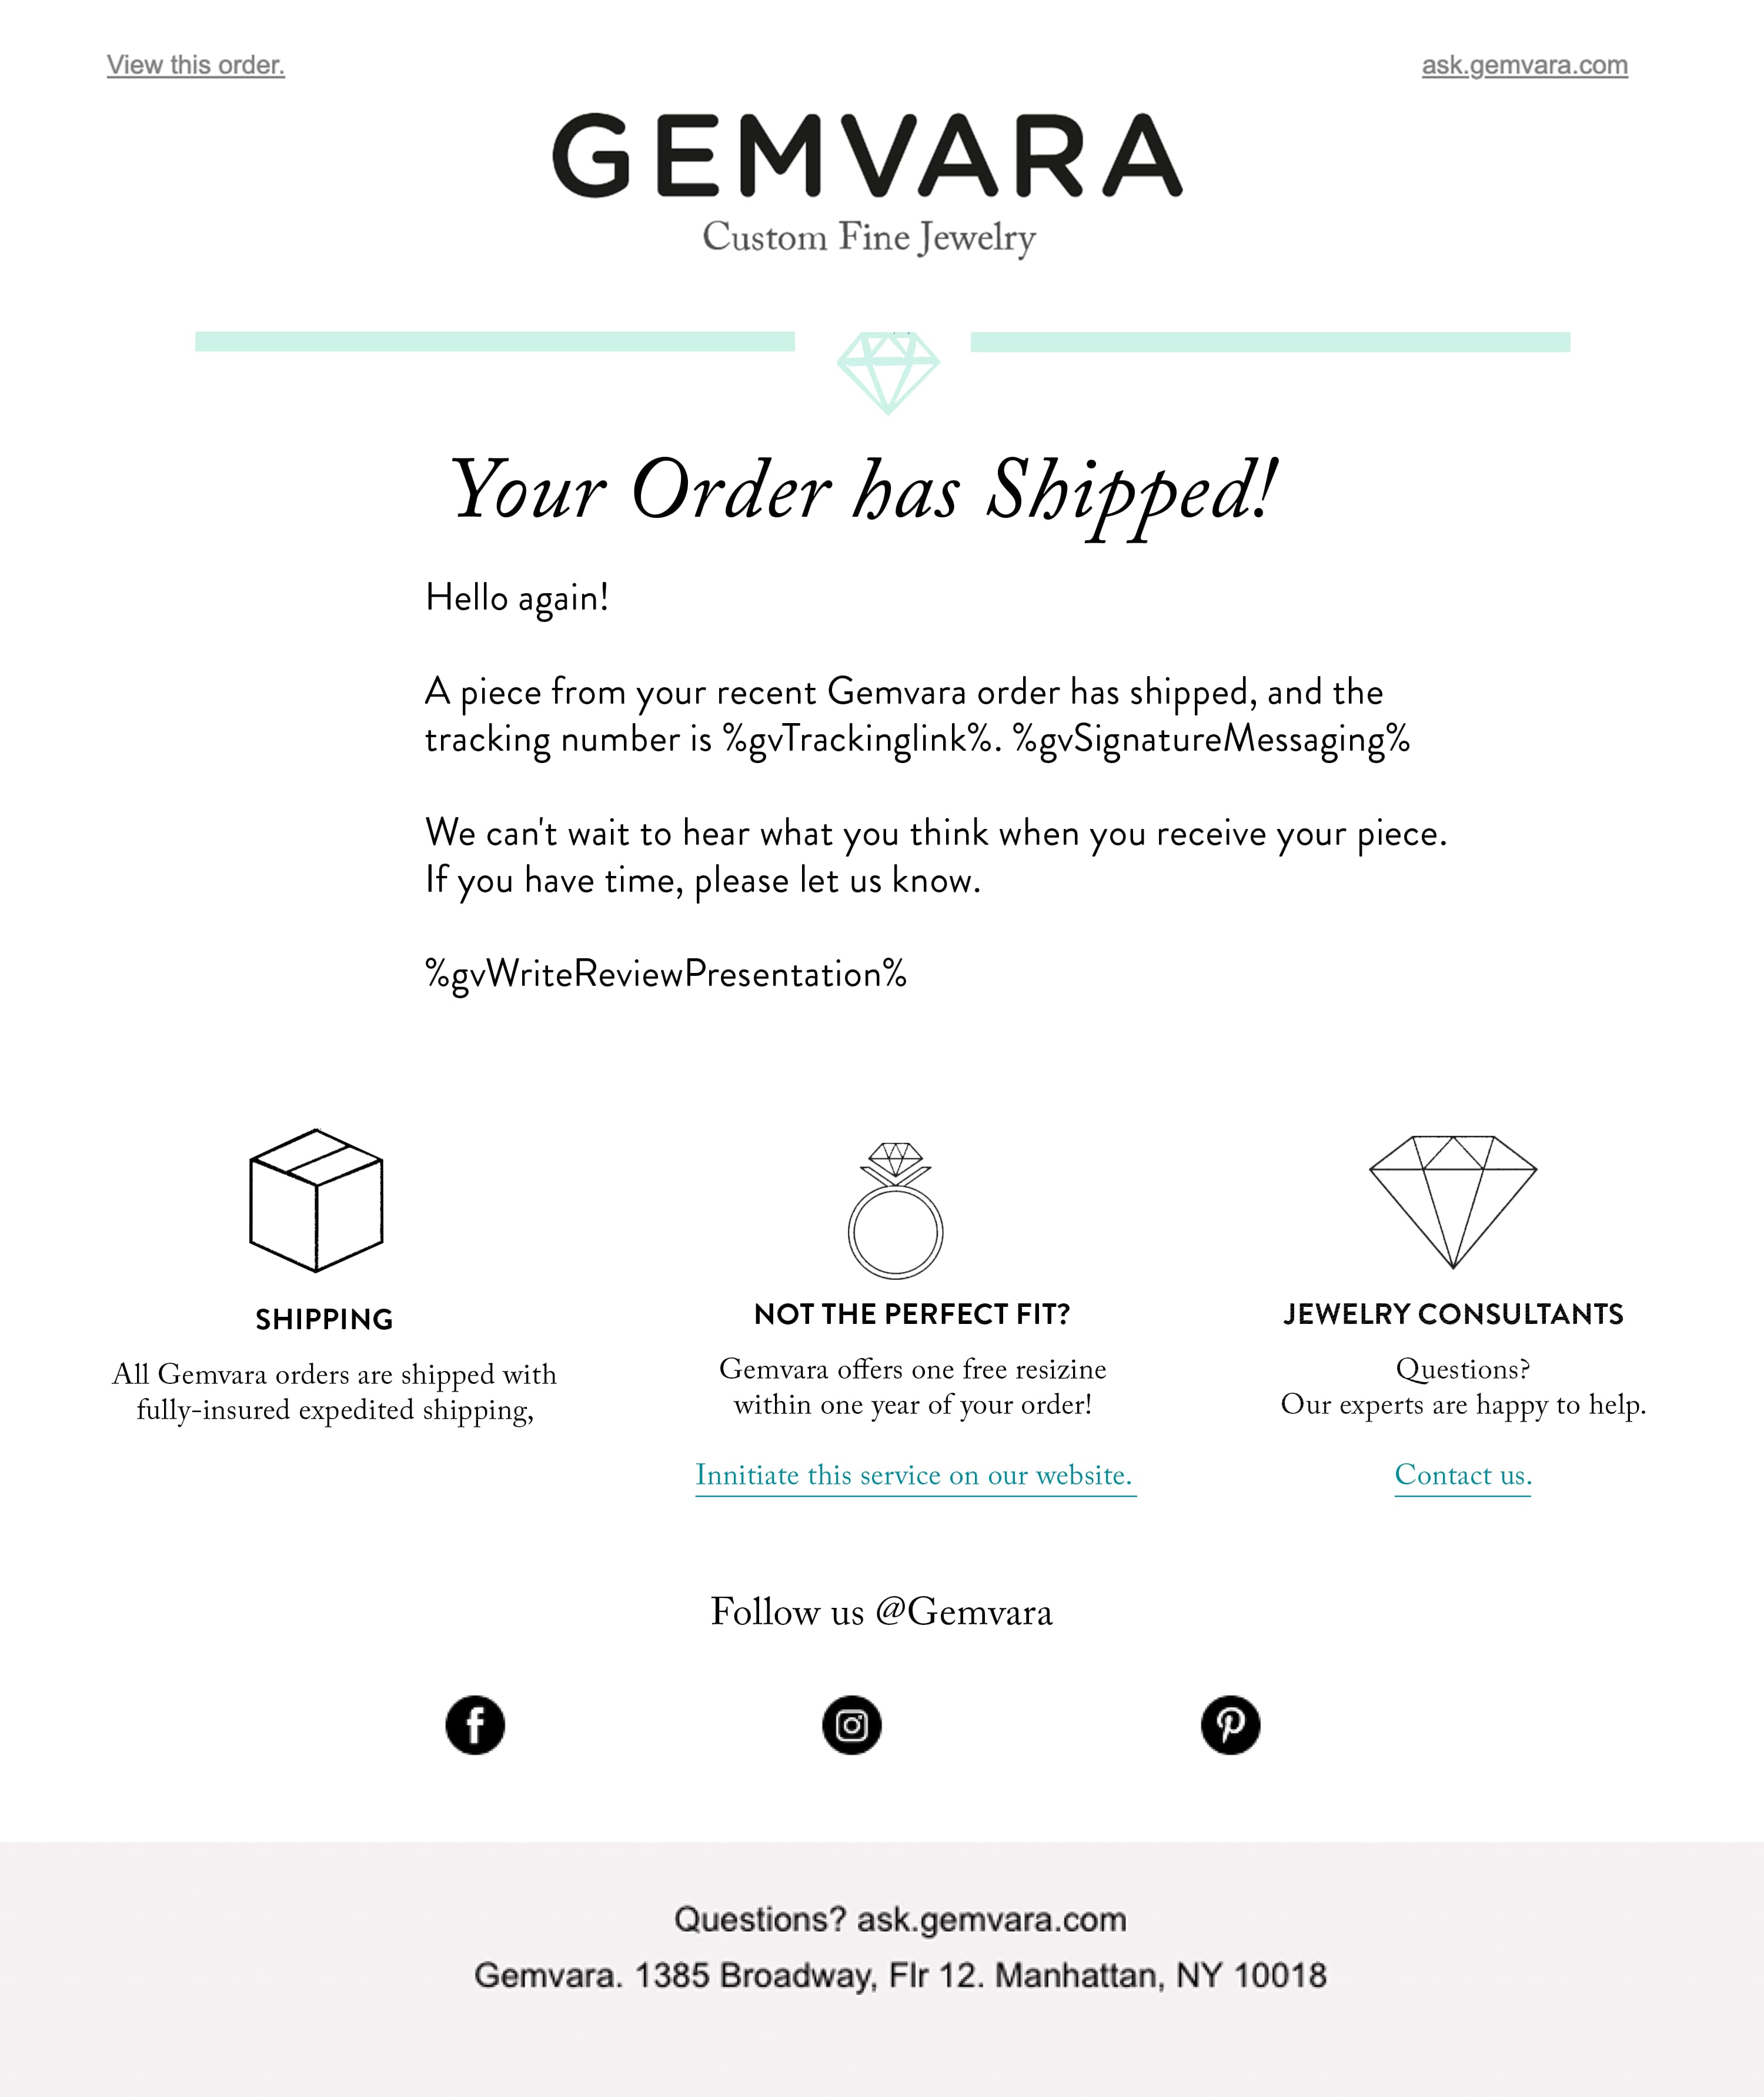 View this order.
ask.gemvara.com
GEMVARA
Custom Fine Jewelry
Your Order has Shipped!
Hello again!
A piece from your recent Gemvara order has shipped, and the
tracking number is %gvTrackinglink%. %gvSignatureMessaging%
We can't wait to hear what you think when you receive your piece.
If you have time, please let us know.
%gvWriteReviewPresentation%
SHIPPING
All Gemvara orders are shipped with
fully-insured expedited shipping,
NOT THE PERFECT FIT?
Gemvara offers one free resizine
within one year of your order!
Innitiate this service on our website.
JEWELRY CONSULTANTS
Questions?
Our experts are happy to help.
Contact us.
Follow us @Gemvara
Questions? ask.gemvara.com
Gemvara. 1385 Broadway, Flr 12. Manhattan, NY 10018